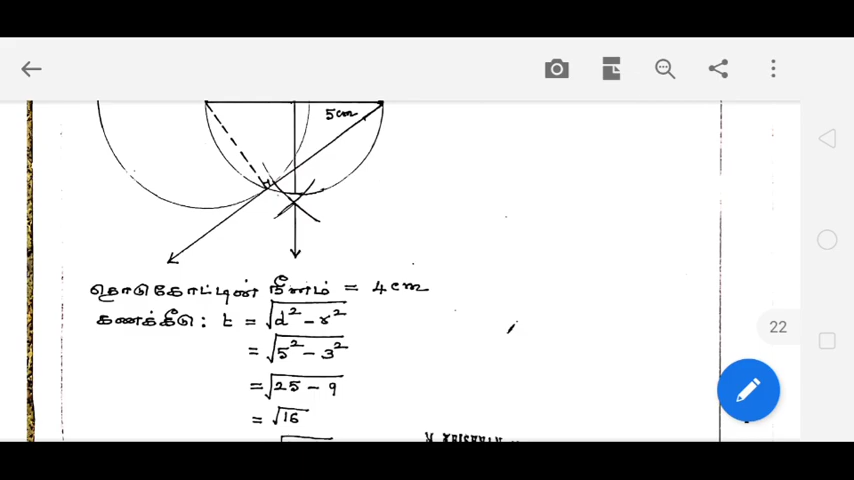 5cm
தொடுகோட்டின் நீளம் = 4cm
கணக்கீடு: t = √d² - r²
= √5² - 3²
22
= √25 - 9
= √16